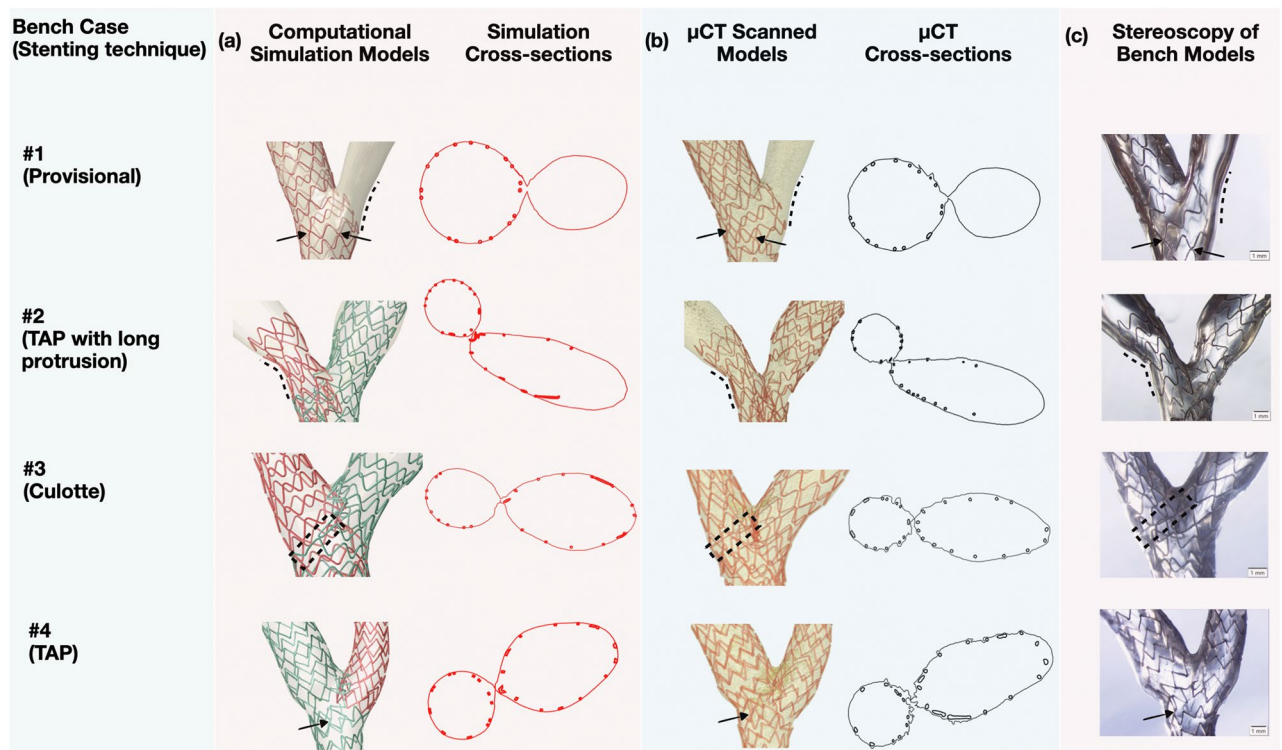 Bench Case
(Stenting technique)
(a)
Computational
Simulation Models
Simulation
Cross-sections
(b)
µCT Scanned
Models
µCT
Cross-sections
(c)
Stereoscopy of
Bench Models
#1
(Provisional)
1 mm
#2
(TAP with long
protrusion)
1 mm
#3
(Culotte)
1 mm
#4
(TAP)
1 mm